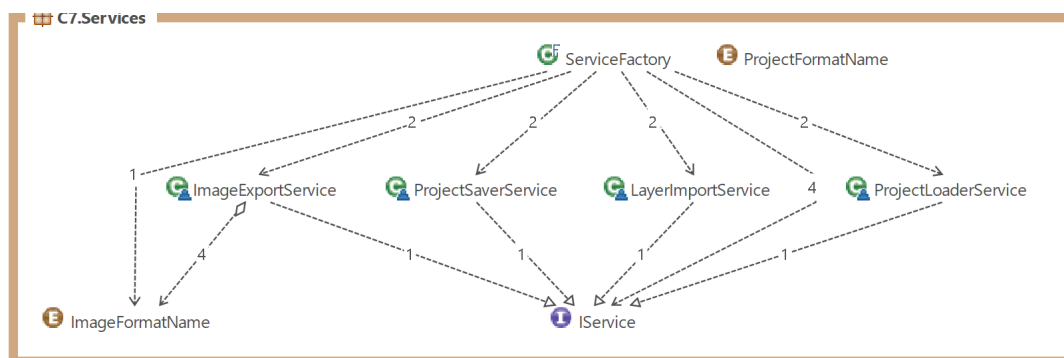 C7.Services
ServiceFactory
ProjectFormatName
2
2
2
2
1
ImageExportService
ProjectSaverService
LayerImportService
4
ProjectLoaderService
4
1
1
1
1
ImageFormatName
IService